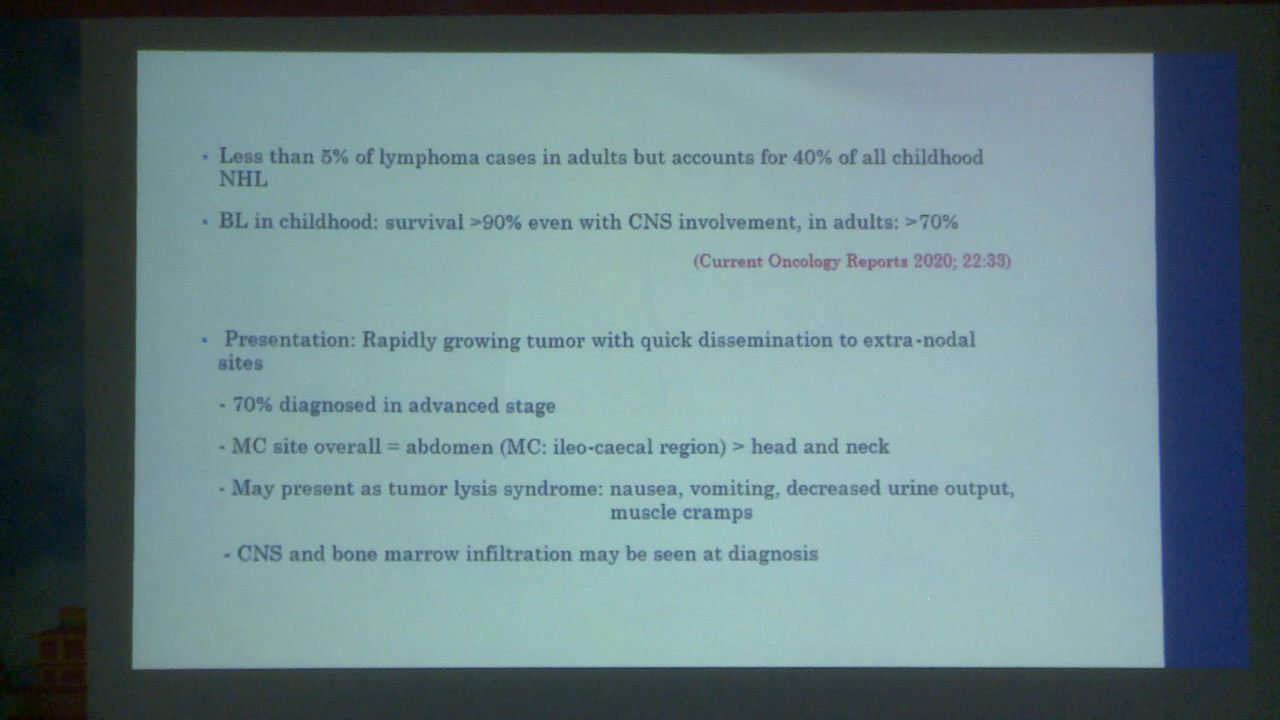 • Less than 5% of lymphoma cases in adults but accounts for 40% of all childhood
NHL
• BL in childhood: survival >90% even with CNS involvement, in adults: >70%
(Current Oncology Reports 2020; 22:33)
• Presentation: Rapidly growing tumor with quick dissemination to extra-nodal
sites
- 70% diagnosed in advanced stage
- MC site overall = abdomen (MC: ileo-caecal region) > head and neck
- May present as tumor lysis syndrome: nausea, vomiting, decreased urine output,
muscle cramps
- CNS and bone marrow infiltration may be seen at diagnosis